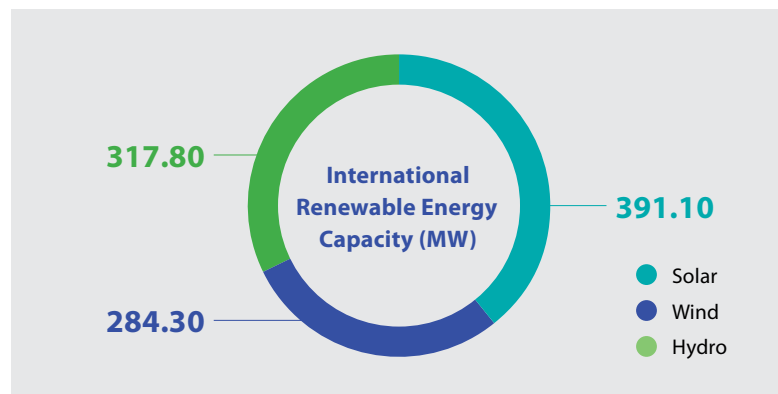 317.80
International
Renewable Energy
Capacity (MW)
391.10
284.30
Solar
Wind
Hydro